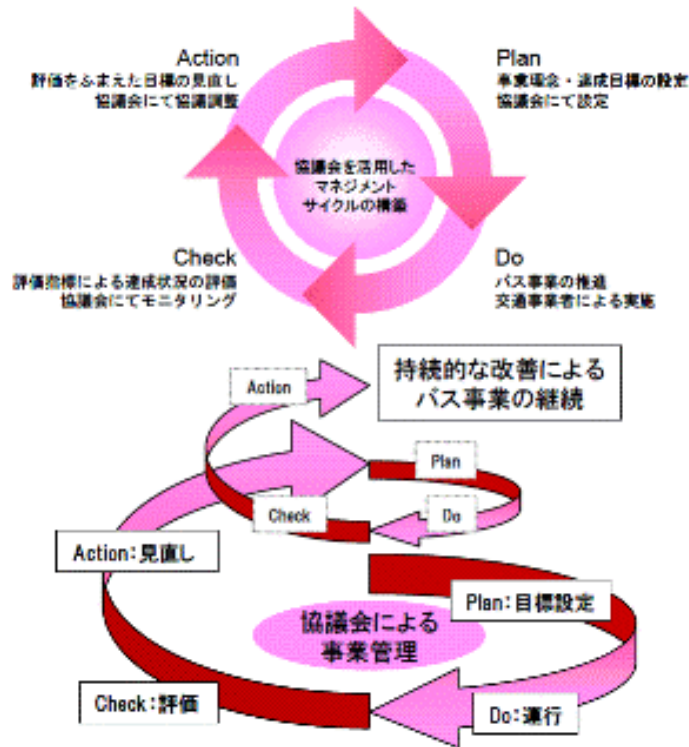 Action
評価をふまえた目標の見直し
協議会にて協議調整
Plan
事業理念・達成目標の設定
協議会にて設定
協議会を活用した
マネジメント
サイクルの構築
Check
評価指標による達成状況の評価
協議会にてモニタリング
Do
バス事業の推進
交通事業者による実施
持続的な改善による
バス事業の継続
Action
Plan
Check
Do
Action:見直し
Plan:目標設定
協議会による
事業管理
Check:評価
Do:運行